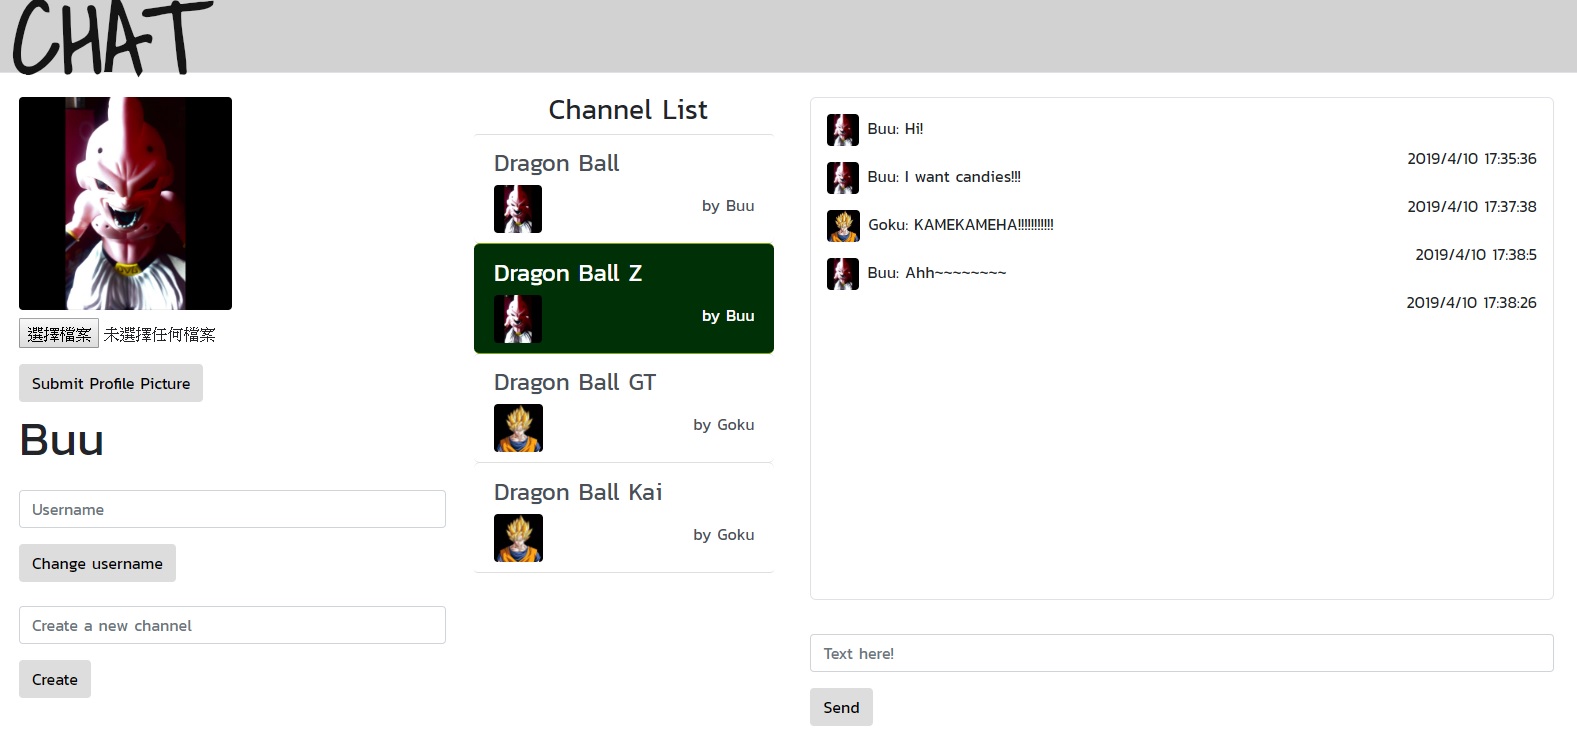 CHAT
選擇檔案 未選擇任何檔案
Submit Profile Picture
Buu
Username
Change username
Create a new channel
Create
Channel List
Dragon Ball
by Buu
Dragon Ball Z
by Buu
Dragon Ball GT
by Goku
Dragon Ball Kai
by Goku
Buu: Hi!
2019/4/10 17:35:36
Buu: I want candies!!!
2019/4/10 17:37:38
Goku: KAMEKAMEHA!!!!!!!!!!!
2019/4/10 17:38:5
Buu: Ahh~~~~~~~~
2019/4/10 17:38:26
Text here!
Send